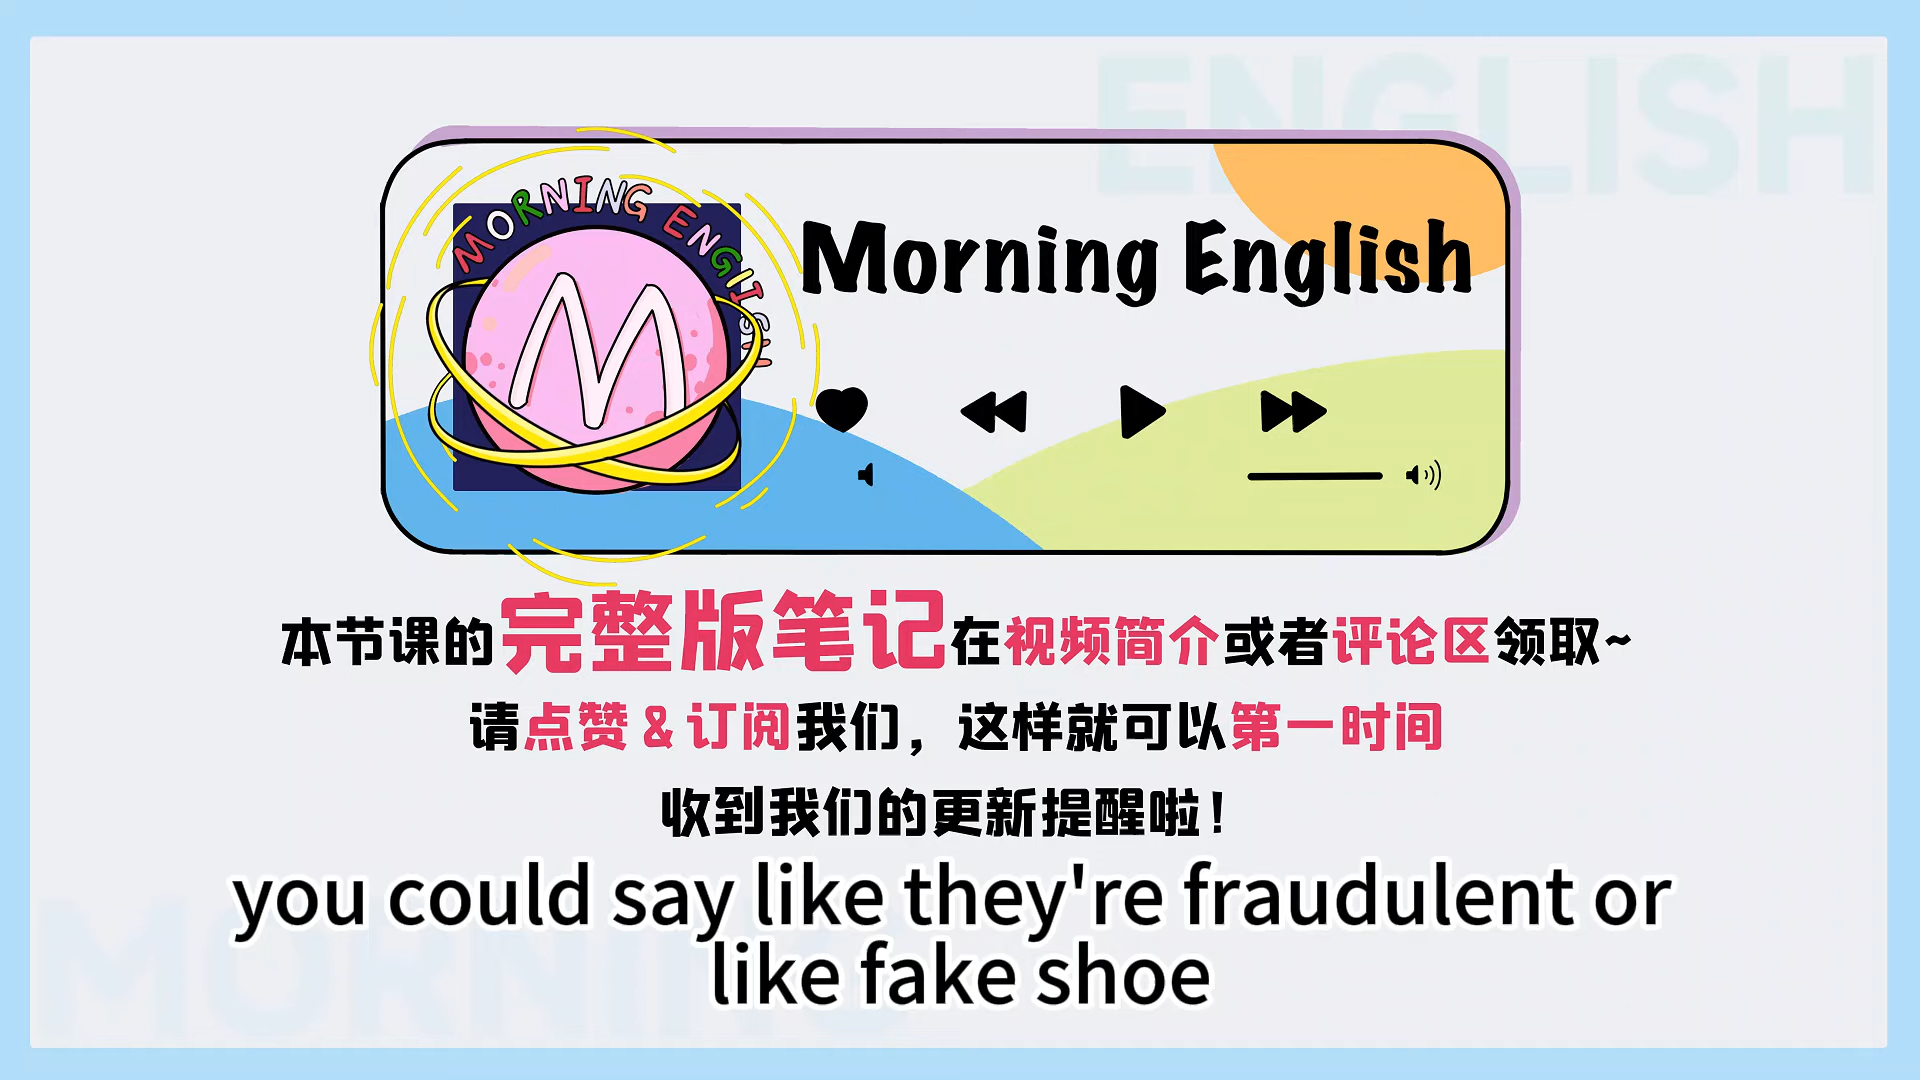 ENGLISH
MORNING ENGLISH
M
Morning English
本节课的完整版笔记在视频简介或者评论区领取~
请点赞&订阅我们，这样就可以第一时间
收到我们的更新提醒啦！
MORNING
you could say like they're fraudulent or
like fake shoe